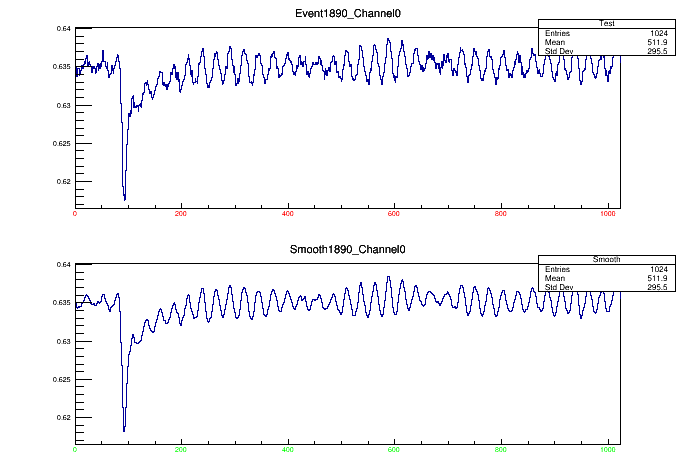 Event1890_Channel0
Test
Entries 1024
Mean 511.9
Std Dev 295.5
0.64
0.635
0.63
0.625
0.62
0 200 400 600 800 1000
Smooth1890_Channel0
Smooth
Entries 1024
Mean 511.9
Std Dev 295.5
0.64
0.635
0.63
0.625
0.62
0 200 400 600 800 1000